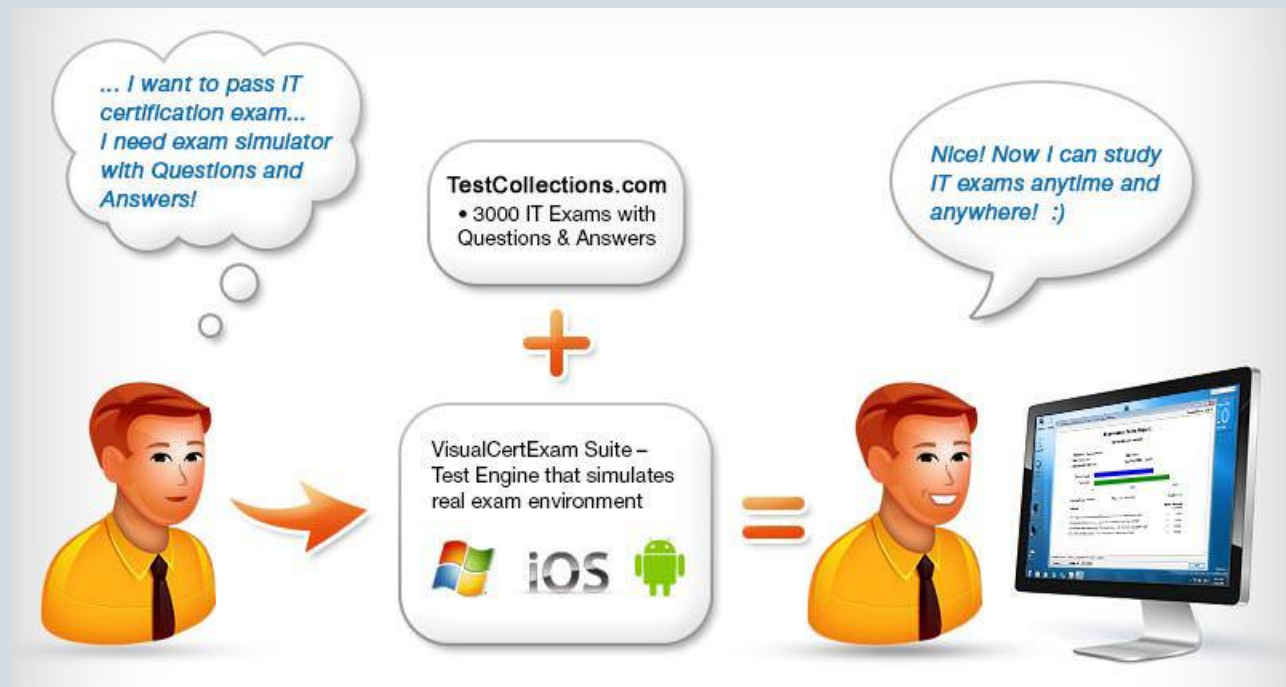 ... I want to pass IT
certification exam...
I need exam simulator
with Questions and
Answers!
TestCollections.com
• 3000 IT Exams with
Questions & Answers
Nice! Now I can study
IT exams anytime and
anywhere! :)
VisualCertExam Suite –
Test Engine that simulates
real exam environment
iOS